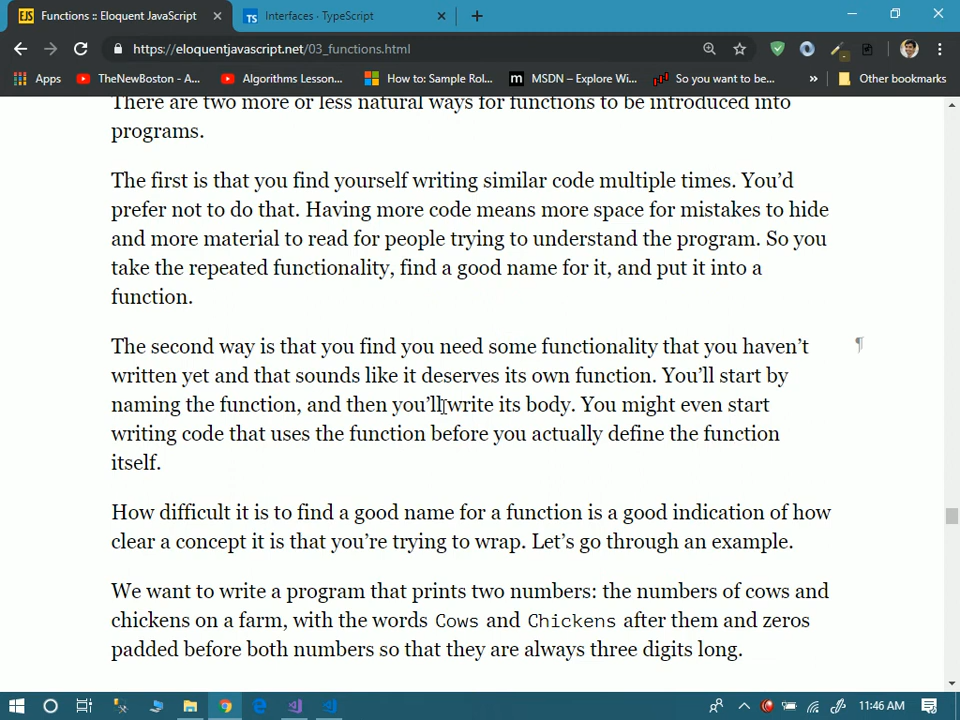 Functions :: Eloquent JavaScript
Interfaces · TypeScript
https://eloquentjavascript.net/03_functions.html
Apps
TheNewBoston - A...
Algorithms Lesson...
How to: Sample Rol...
MSDN – Explore Wi...
So you want to be...
»
Other bookmarks
There are two more or less natural ways for functions to be introduced into
programs.
The first is that you find yourself writing similar code multiple times. You’d
prefer not to do that. Having more code means more space for mistakes to hide
and more material to read for people trying to understand the program. So you
take the repeated functionality, find a good name for it, and put it into a
function.
The second way is that you find you need some functionality that you haven’t
¶
written yet and that sounds like it deserves its own function. You’ll start by
naming the function, and then you’ll write its body. You might even start
writing code that uses the function before you actually define the function
itself.
How difficult it is to find a good name for a function is a good indication of how
clear a concept it is that you’re trying to wrap. Let’s go through an example.
We want to write a program that prints two numbers: the numbers of cows and
chickens on a farm, with the words Cows and Chickens after them and zeros
padded before both numbers so that they are always three digits long.
11:46 AM